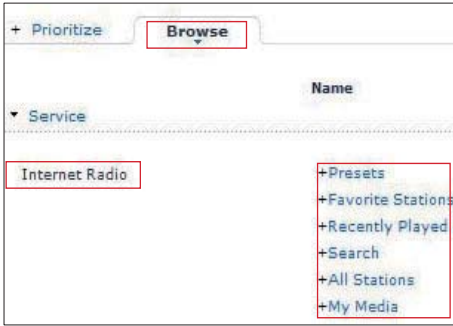 + Prioritize Browse
Name
Service
Internet Radio +Presets
+Favorite Stations
+Recently Played
+Search
+All Stations
+My Media